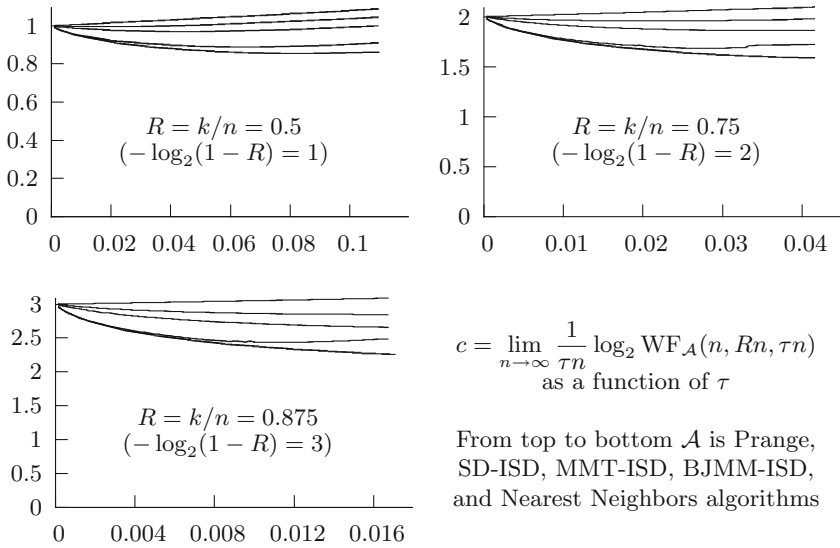 1
0.8
0.6
0.4
0.2
0
0 0.02 0.04 0.06 0.08 0.1
R = k/n = 0.5
(− log₂(1 − R) = 1)
2
1.5
1
0.5
0
0 0.01 0.02 0.03 0.04
R = k/n = 0.75
(− log₂(1 − R) = 2)
3
2.5
2
1.5
1
0.5
0
0 0.004 0.008 0.012 0.016
R = k/n = 0.875
(− log₂(1 − R) = 3)
c = lim_{n→∞} \frac{1}{τn} log₂ WF_𝒜(n, Rn, τn)
as a function of τ
From top to bottom 𝒜 is Prange,
SD-ISD, MMT-ISD, BJMM-ISD,
and Nearest Neighbors algorithms